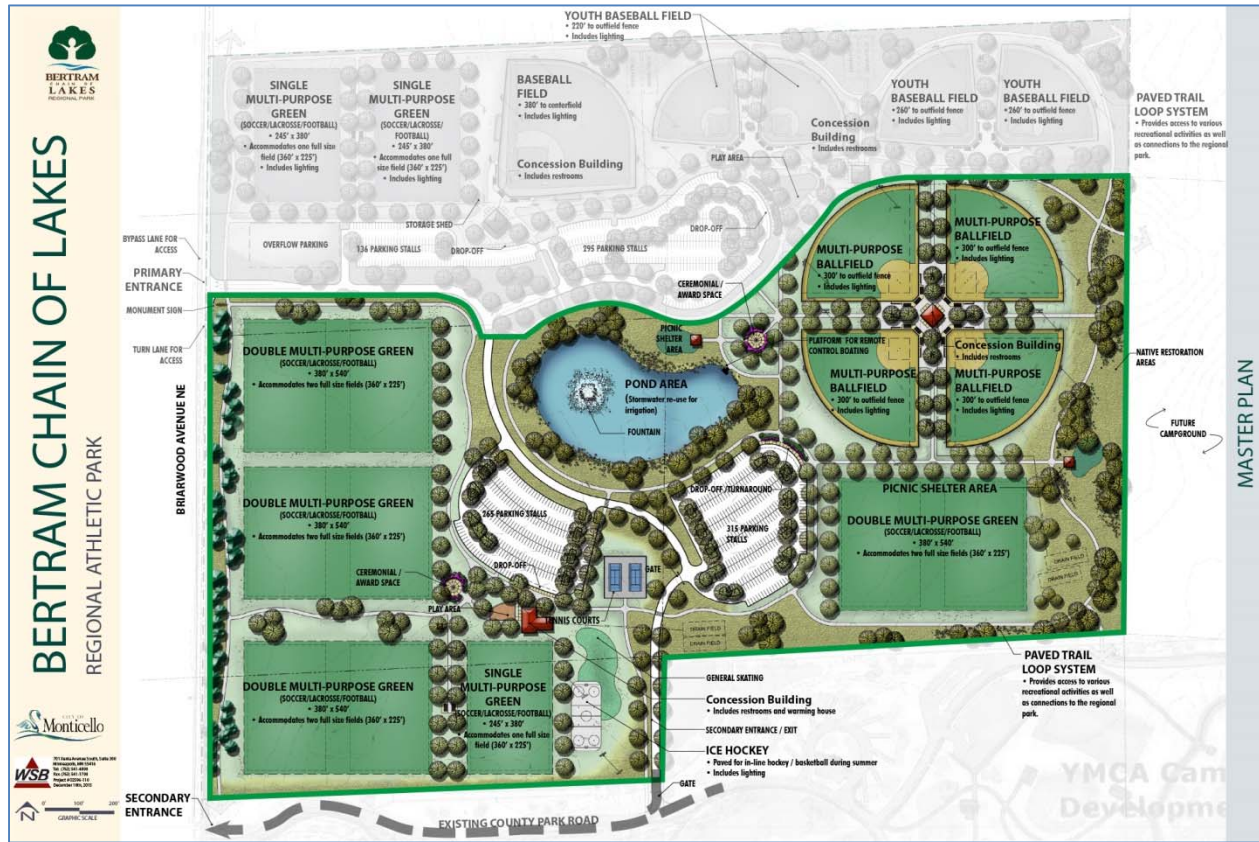 BERTRAM
CHAIN OF
LAKES
REGIONAL PARK
BERTRAM CHAIN OF LAKES
REGIONAL ATHLETIC PARK
CITY OF
Monticello
WSB
0' 100' 200'
GRAPHIC SCALE
N
MASTER PLAN
YOUTH BASEBALL FIELD
• 220' to outfield fence
• Includes lighting
SINGLE
MULTI-PURPOSE
GREEN
(SOCCER/LACROSSE/FOOTBALL)
• 245' x 380'
• Accommodates one full size
field (360' x 225')
• Includes lighting
SINGLE
MULTI-PURPOSE
GREEN
(SOCCER/LACROSSE/
FOOTBALL)
• 245' x 380'
• Accommodates one full
size field (360' x 225')
• Includes lighting
BASEBALL
FIELD
• 380' to centerfield
• Includes lighting
Concession Building
• Includes restrooms
Concession
Building
• Includes restrooms
YOUTH
BASEBALL FIELD
• 260' to outfield fence
• Includes lighting
YOUTH
BASEBALL FIELD
• 260' to outfield fence
• Includes lighting
PAVED TRAIL
LOOP SYSTEM
• Provides access to various
recreational activities as well
as connections to the regional
park.
PLAY AREA
STORAGE SHED
DROP-OFF
BYPASS LANE FOR
ACCESS
OVERFLOW PARKING
136 PARKING STALLS
DROP-OFF
295 PARKING STALLS
PRIMARY
ENTRANCE
MONUMENT SIGN
TURN LANE FOR
ACCESS
BRIARWOOD AVENUE NE
CEREMONIAL /
AWARD SPACE
MULTI-PURPOSE
BALLFIELD
• 300' to outfield fence
• Includes lighting
MULTI-PURPOSE
BALLFIELD
• 300' to outfield fence
• Includes lighting
PICNIC
SHELTER
AREA
PLATFORM FOR REMOTE
CONTROL BOATING
Concession Building
• Includes restrooms
MULTI-PURPOSE
BALLFIELD
• 300' to outfield fence
• Includes lighting
MULTI-PURPOSE
BALLFIELD
• 300' to outfield fence
• Includes lighting
NATIVE RESTORATION
AREAS
FUTURE
CAMPGROUND
DOUBLE MULTI-PURPOSE GREEN
(SOCCER/LACROSSE/FOOTBALL)
• 380' x 540'
• Accommodates two full size fields (360' x 225')
POND AREA
(Stormwater re-use for
irrigation)
FOUNTAIN
DOUBLE MULTI-PURPOSE GREEN
(SOCCER/LACROSSE/FOOTBALL)
• 380' x 540'
• Accommodates two full size fields (360' x 225')
265 PARKING STALLS
DROP-OFF/TURNAROUND
315 PARKING
STALLS
PICNIC SHELTER AREA
DOUBLE MULTI-PURPOSE GREEN
(SOCCER/LACROSSE/FOOTBALL)
• 380' x 540'
• Accommodates two full size fields (360' x 225')
DRAIN FIELD
DRAIN FIELD
CEREMONIAL /
AWARD SPACE
DROP-OFF
GATE
PLAY AREA
TENNIS COURTS
DRAIN FIELD
DRAIN FIELD
DOUBLE MULTI-PURPOSE GREEN
(SOCCER/LACROSSE/FOOTBALL)
• 380' x 540'
• Accommodates two full size fields (360' x 225')
SINGLE
MULTI-PURPOSE
GREEN
(SOCCER/LACROSSE/FOOTBALL)
• 245' x 380'
Accommodates one full size
field (360' x 225')
GENERAL SKATING
Concession Building
• Includes restrooms and warming house
SECONDARY ENTRANCE / EXIT
ICE HOCKEY
• Paved for in-line hockey / basketball during summer
• Includes lighting
GATE
PAVED TRAIL
LOOP SYSTEM
• Provides access to various
recreational activities as well
as connections to the regional
park.
SECONDARY
ENTRANCE
EXISTING COUNTY PARK ROAD
YMCA Cam
Developme